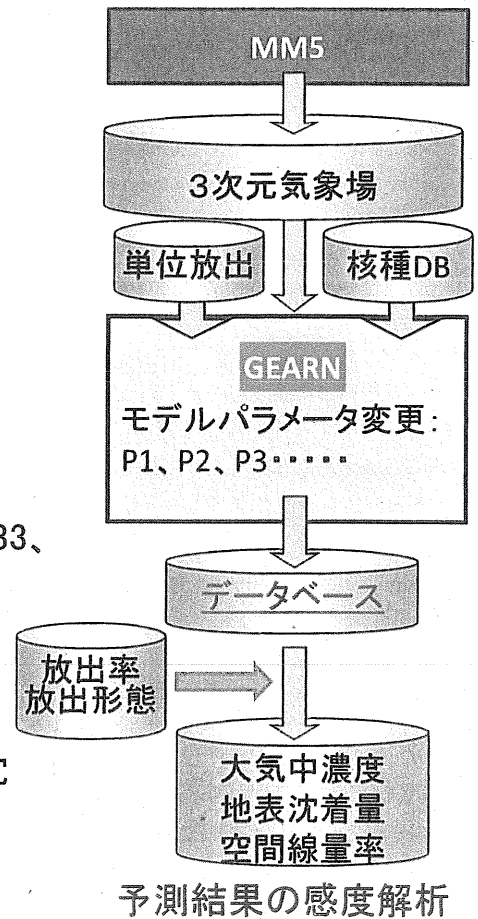 MM5
3次元気象場
単位放出
核種DB
GEARN
モデルパラメータ変更:
P1、P2、P3・・・・・
33、
データベース
放出率
放出形態
大気中濃度
地表沈着量
空間線量率
予測結果の感度解析